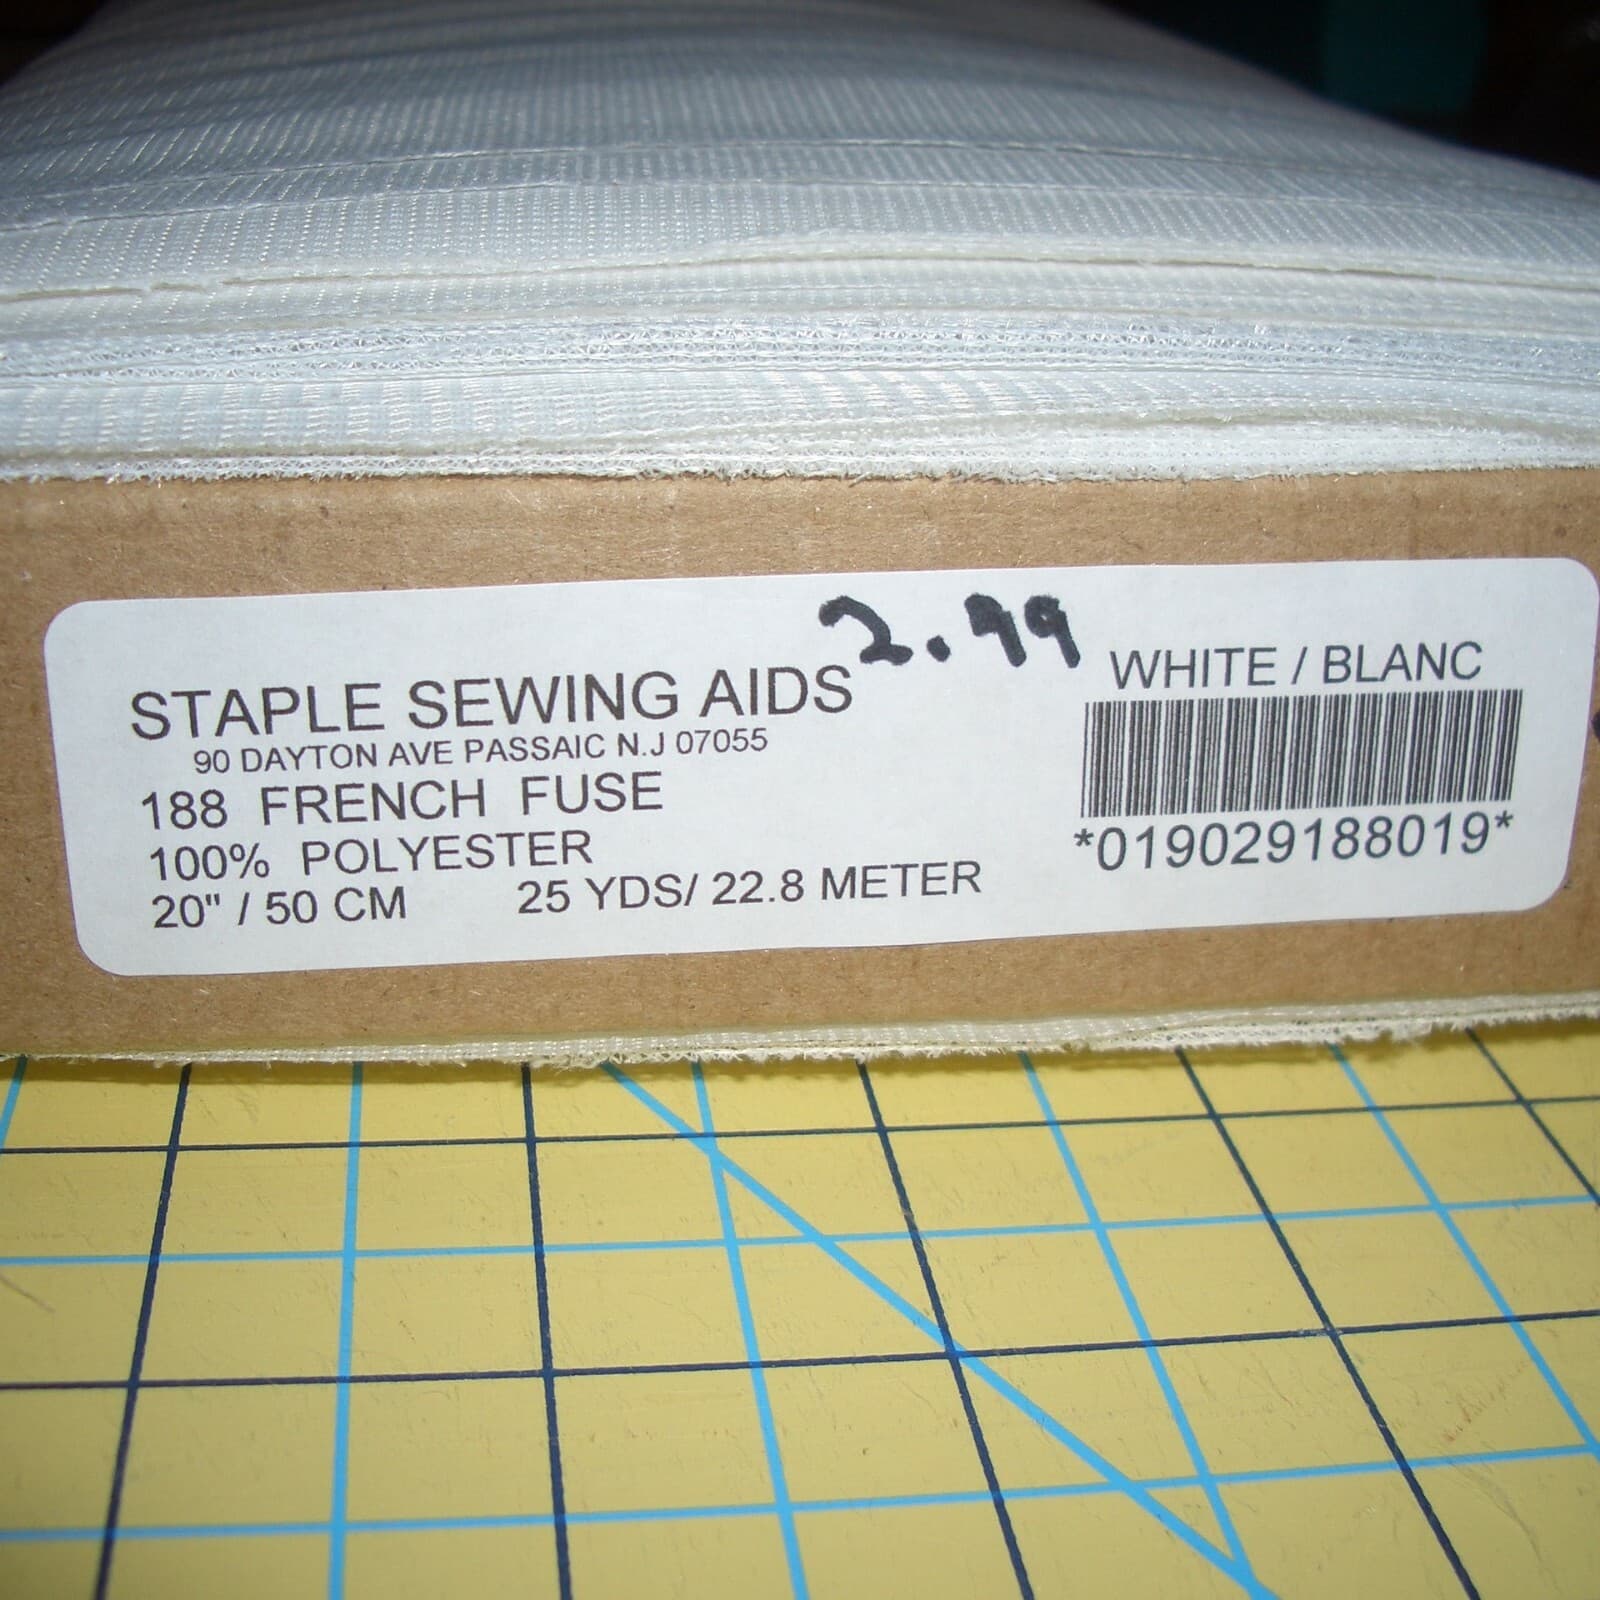 2.99
STAPLE SEWING AIDS
90 DAYTON AVE PASSAIC N.J 07055
188 FRENCH FUSE
100% POLYESTER
20" / 50 CM 25 YDS/ 22.8 METER
WHITE / BLANC
*019029188019*